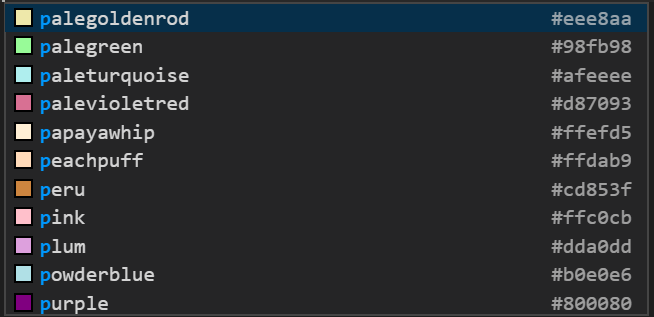 palegoldenrod #eee8aa
palegreen #98fb98
paleturquoise #afeeee
palevioletred #d87093
papayawhip #ffefd5
peachpuff #ffdab9
peru #cd853f
pink #ffc0cb
plum #dda0dd
powderblue #b0e0e6
purple #800080